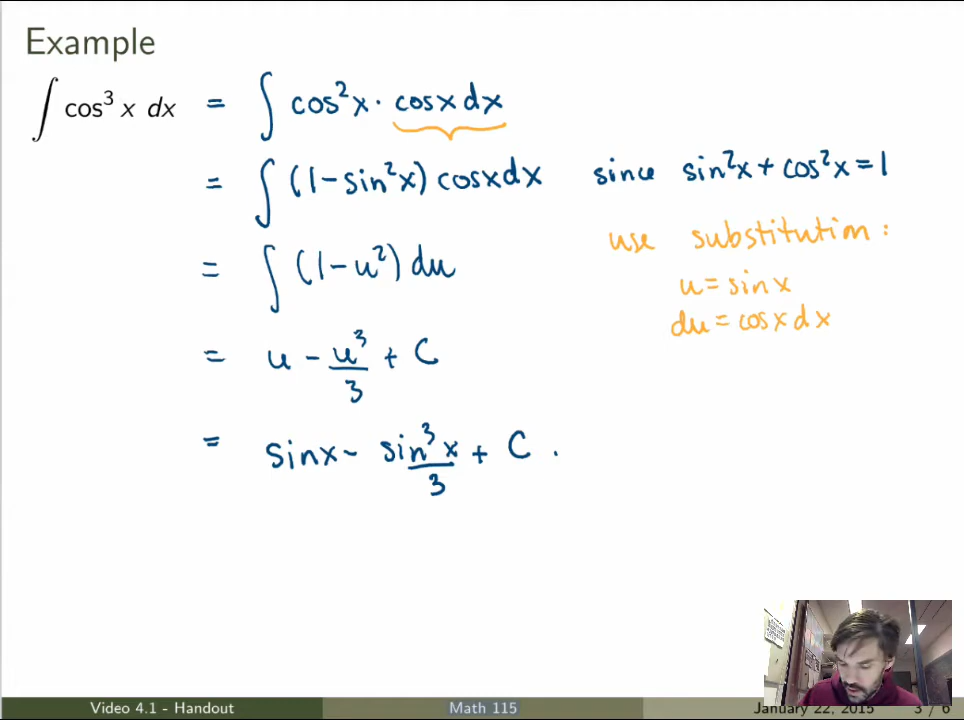 Example
∫ cos³ x dx = ∫ cos²x · cosx dx
= ∫ (1 - sin²x) cosx dx since sin²x + cos²x = 1
use substitution:
= ∫ (1 - u²) du
u = sin x
du = cosx dx
= u - u³/3 + C
= sinx - sin³x/3 + C .
Video 4.1 - Handout Math 115 January 22, 2015 3 / 6